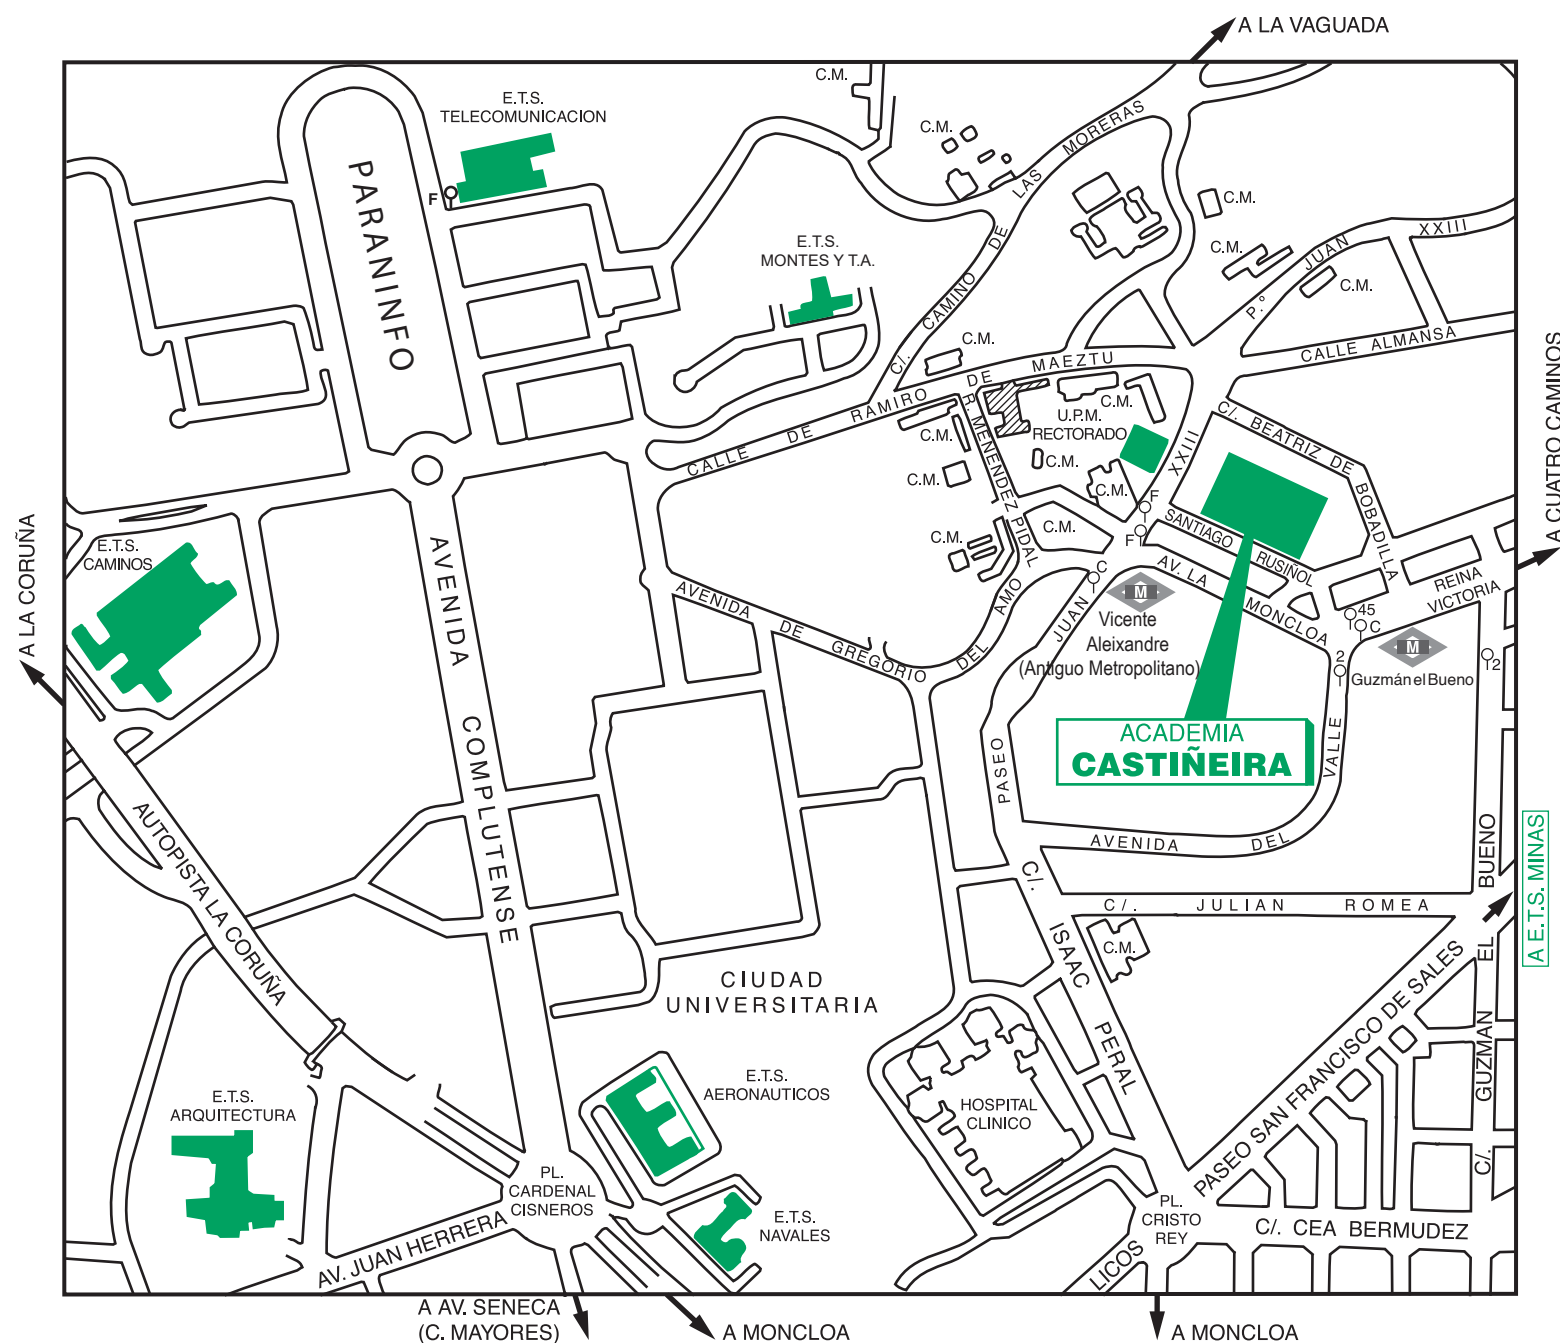 A LA VAGUADA
C.M.
E.T.S.
TELECOMUNICACION
F
PARANINFO
C.M.
C/. CAMINO DE LAS MORERAS
C.M.
C.M.
C.M.
P.º JUAN XXIII
E.T.S.
MONTES Y T.A.
CALLE ALMANSA
C.M.
CALLE DE RAMIRO DE MAEZTU
R. MENENDEZ PIDAL
U.P.M.
RECTORADO
C.M.
C.M.
C.M.
C.M.
C.M.
C.M.
C.M.
C/. BEATRIZ DE BOBADILLA
XXIII
F
F
SANTIAGO RUSIÑOL
AV. LA MONCLOA
REINA
VICTORIA
A CUATRO CAMINOS
A LA CORUÑA
E.T.S.
CAMINOS
AVENIDA COMPLUTENSE
AVENIDA DE GREGORIO DEL AMO
PASEO JUAN
C
M
Vicente
Aleixandre
(Antiguo Metropolitano)
45
C
2
M
Guzmán el Bueno
2
ACADEMIA
CASTIÑEIRA
AVENIDA DEL VALLE
AUTOPISTA LA CORUÑA
C/. JULIAN ROMEA
C/. GUZMAN EL BUENO
A E.T.S. MINAS
C/. ISAAC PERAL
C.M.
PASEO SAN FRANCISCO DE SALES
CIUDAD
UNIVERSITARIA
E.T.S.
AERONAUTICOS
E.T.S.
ARQUITECTURA
HOSPITAL
CLINICO
PL.
CARDENAL
CISNEROS
E.T.S.
NAVALES
AV. JUAN HERRERA
PL.
CRISTO
REY
C/. CEA BERMUDEZ
LICOS
A AV. SENECA
(C. MAYORES)
A MONCLOA
A MONCLOA